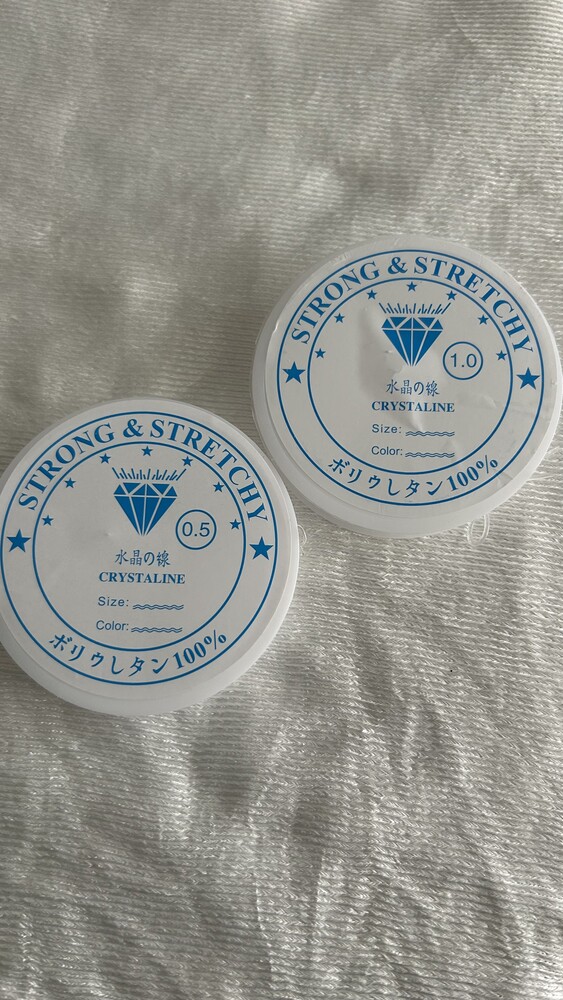 STRONG & STRETCHY
1.0
水晶の線
CRYSTALINE
Size:
Color:
ポリウしタン100%
STRONG & STRETCHY
0.5
水晶の線
CRYSTALINE
Size:
Color:
ポリウしタン100%